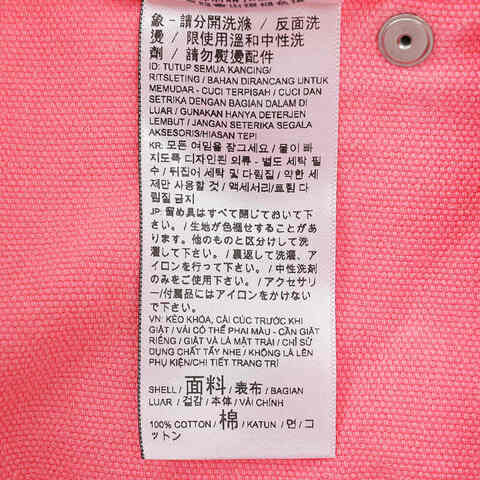 象 - 請分開洗滌 / 反面洗
燙 / 限使用溫和中性洗
劑 / 請勿熨燙配件
ID: TUTUP SEMUA KANCING/
RITSLETING / BAHAN DIRANCANG UNTUK
MEMUDAR - CUCI TERPISAH / CUCI DAN
SETRIKA DENGAN BAGIAN DALAM DI
LUAR / GUNAKAN HANYA DETERJEN
LEMBUT / JANGAN SETERIKA SEGALA
AKSESORIS/HIASAN TEPI
KR: 모든 여밈을 잠그세요 / 물이 빠
지도록 디자인된 의류 - 별도 세탁 필
수 / 뒤집어 세탁 및 다림질 / 약한 세
제만 사용할 것 / 액세서리/트림 다
림질 금지
JP: 留め具はすべて閉じておいて下
さい。/ 生地が色褪せすることがあ
ります。他のものと区分けして洗
濯して下さい。/ 裏返して洗濯、ア
イロンを行って下さい。/ 中性洗剤
のみをご使用下さい。/ アクセサリ
ー/付属品にはアイロンをかけない
で下さい。
VN: KÉO KHÓA, CÀI CÚC TRƯỚC KHI
GIẶT / VẢI CÓ THỂ PHAI MÀU - CẦN GIẶT
RIÊNG / GIẶT VÀ LÀ MẶT TRÁI / CHỈ SỬ
DỤNG CHẤT TẨY NHẸ / KHÔNG LÀ LÊN
PHỤ KIỆN/CHI TIẾT TRANG TRÍ
SHELL / 面料 / 表布 / BAGIAN
LUAR / 겉감 / 本体 / VẢI CHÍNH
100% COTTON / 棉 / KATUN / 면 / コ
ットン